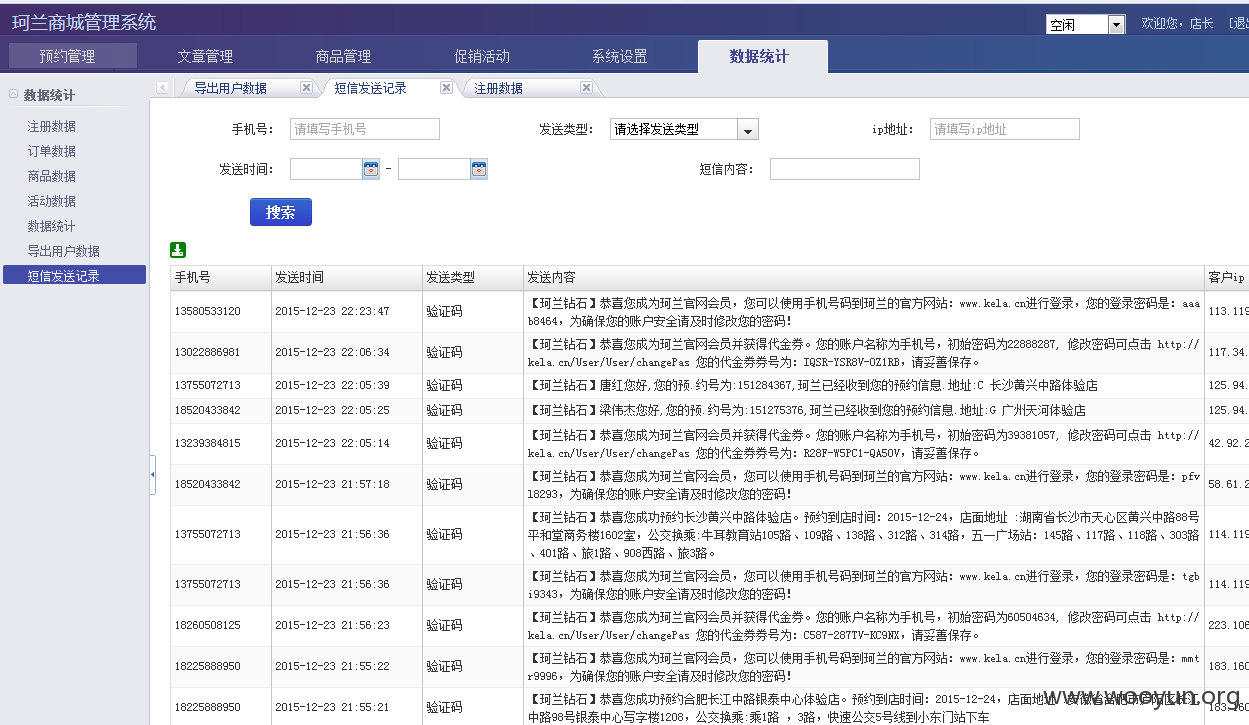 珂兰商城管理系统
空闲 欢迎您，店长
预约管理 文章管理 商品管理 促销活动 系统设置 数据统计
数据统计
注册数据
订单数据
商品数据
活动数据
数据统计
导出用户数据
短信发送记录
导出用户数据 短信发送记录 注册数据
手机号： 请填写手机号 发送类型： 请选择发送类型 ip地址： 请填写ip地址
发送时间： - 短信内容：
搜索
手机号 发送时间 发送类型 发送内容 客户ip
13580533120 2015-12-23 22:23:47 验证码 【珂兰钻石】恭喜您成为珂兰官网会员，您可以使用手机号码到珂兰的官方网站：www.kela.cn进行登录，您的登录密码是：aaa
b8464，为确保您的账户安全请及时修改您的密码！ 113.119
13022886981 2015-12-23 22:06:34 验证码 【珂兰钻石】恭喜您成为珂兰官网会员并获得代金券。您的账户名称为手机号，初始密码为22888287, 修改密码可点击 http://
kela.cn/User/User/changePas 您的代金券券号为：IQSR-YSR8V-OZ1RB，请妥善保存。 117.34.
13755072713 2015-12-23 22:05:39 验证码 【珂兰钻石】唐红您好,您的预.约号为:151284367,珂兰已经收到您的预约信息.地址:C 长沙黄兴中路体验店 125.94.
18520433842 2015-12-23 22:05:25 验证码 【珂兰钻石】梁伟杰您好,您的预.约号为:151275376,珂兰已经收到您的预约信息.地址:G 广州天河体验店 125.94.
13239384815 2015-12-23 22:05:14 验证码 【珂兰钻石】恭喜您成为珂兰官网会员并获得代金券。您的账户名称为手机号，初始密码为39381057, 修改密码可点击 http://
kela.cn/User/User/changePas 您的代金券券号为：R28F-W5PC1-QA5OV，请妥善保存。 42.92.2
18520433842 2015-12-23 21:57:18 验证码 【珂兰钻石】恭喜您成为珂兰官网会员，您可以使用手机号码到珂兰的官方网站：www.kela.cn进行登录，您的登录密码是：pfv
l8293，为确保您的账户安全请及时修改您的密码！ 58.61.2
13755072713 2015-12-23 21:56:36 验证码 【珂兰钻石】恭喜您成功预约长沙黄兴中路体验店。预约到店时间：2015-12-24，店面地址 :湖南省长沙市天心区黄兴中路88号
平和堂商务楼1602室，公交换乘:牛耳教育站105路、109路、138路、312路、314路，五一广场站：145路、117路、118路、303路
、401路、旅1路、908西路、旅3路。 114.119
13755072713 2015-12-23 21:56:36 验证码 【珂兰钻石】恭喜您成为珂兰官网会员，您可以使用手机号码到珂兰的官方网站：www.kela.cn进行登录，您的登录密码是：tgb
i9343，为确保您的账户安全请及时修改您的密码！ 114.119
18260508125 2015-12-23 21:56:23 验证码 【珂兰钻石】恭喜您成为珂兰官网会员并获得代金券。您的账户名称为手机号，初始密码为60504634, 修改密码可点击 http://
kela.cn/User/User/changePas 您的代金券券号为：C587-287TV-KC9NX，请妥善保存。 223.106
18225888950 2015-12-23 21:55:22 验证码 【珂兰钻石】恭喜您成为珂兰官网会员，您可以使用手机号码到珂兰的官方网站：www.kela.cn进行登录，您的登录密码是：mmt
r9996，为确保您的账户安全请及时修改您的密码！ 183.160
18225888950 2015-12-23 21:55:21 验证码 【珂兰钻石】恭喜您成功预约合肥长江中路银泰中心体验店。预约到店时间：2015-12-24，店面地
中路98号银泰中心写字楼1208，公交换乘:乘1路 ，3路，快速公交5号线到小东门站下车
www.wooyun.org